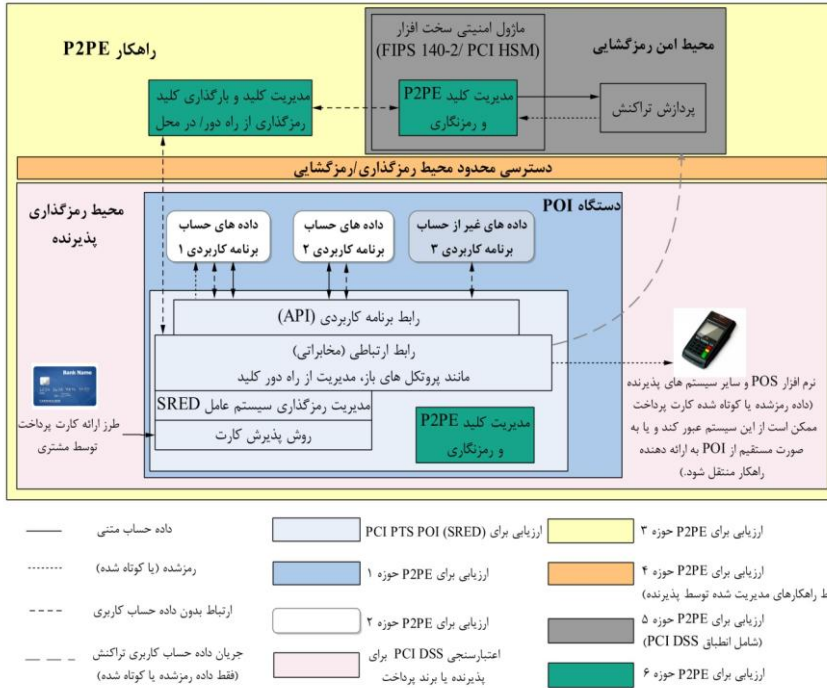 راهکار P2PE
ماژول امنیتی سخت افزار
(FIPS 140-2/ PCI HSM)
محیط امن رمزگشایی
مدیریت کلید و بارگذاری کلید
رمزگذاری از راه دور/ در محل
مدیریت کلید P2PE
و رمزنگاری
پردازش تراکنش
دسترسی محدود محیط رمزگذاری/رمزگشایی
محیط رمزگذاری
پذیرنده
دستگاه POI
داده های حساب
برنامه کاربردی ۱
داده های حساب
برنامه کاربردی ۲
داده های غیر از حساب
برنامه کاربردی ۳
رابط برنامه کاربردی (API)
رابط ارتباطی (مخابراتی)
مانند پروتکل های باز، مدیریت از راه دور کلید
مدیریت رمزگذاری سیستم عامل SRED
روش پذیرش کارت
مدیریت کلید P2PE
و رمزنگاری
Bank Name
طرز ارائه کارت پرداخت
توسط مشتری
نرم افزار POS و سایر سیستم های پذیرنده
(داده رمزشده یا کوتاه شده کارت پرداخت
ممکن است از این سیستم عبور کند و یا به
صورت مستقیم از POI به ارائه دهنده
راهکار منتقل شود.)
ارزیابی برای P2PE حوزه ۳
ارزیابی برای P2PE حوزه ۴
ط راهکارهای مدیریت شده توسط پذیرنده)
ارزیابی برای P2PE حوزه ۵
(شامل انطباق PCI DSS)
ارزیابی برای P2PE حوزه ۶
ارزیابی برای PCI PTS POI (SRED)
ارزیابی برای P2PE حوزه ۱
ارزیابی برای P2PE حوزه ۲
اعتبارسنجی PCI DSS برای
پذیرنده یا برند پرداخت
داده حساب متنی
رمزشده (یا کوتاه شده)
ارتباط بدون داده حساب کاربری
جریان داده حساب کاربری تراکنش
(فقط داده رمزشده یا کوتاه شده)